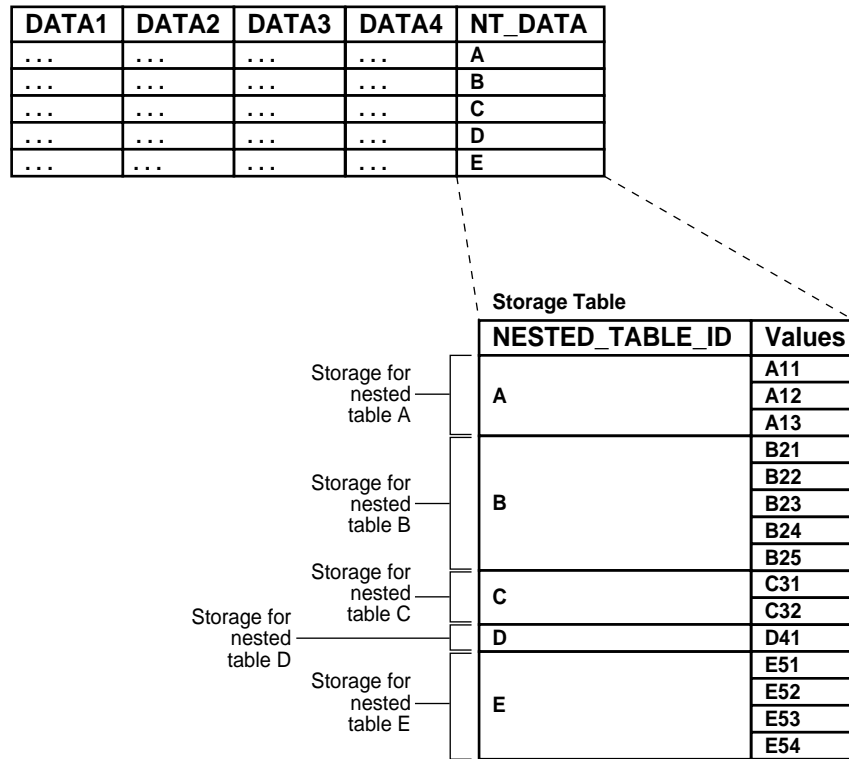 DATA1 DATA2 DATA3 DATA4 NT_DATA
... ... ... ... A
... ... ... ... B
... ... ... ... C
... ... ... ... D
... ... ... ... E
Storage Table
NESTED_TABLE_ID Values
Storage for
nested
table A
A
A11
A12
A13
Storage for
nested
table B
B
B21
B22
B23
B24
B25
Storage for
nested
table C
C
C31
C32
Storage for
nested
table D
D
D41
Storage for
nested
table E
E
E51
E52
E53
E54